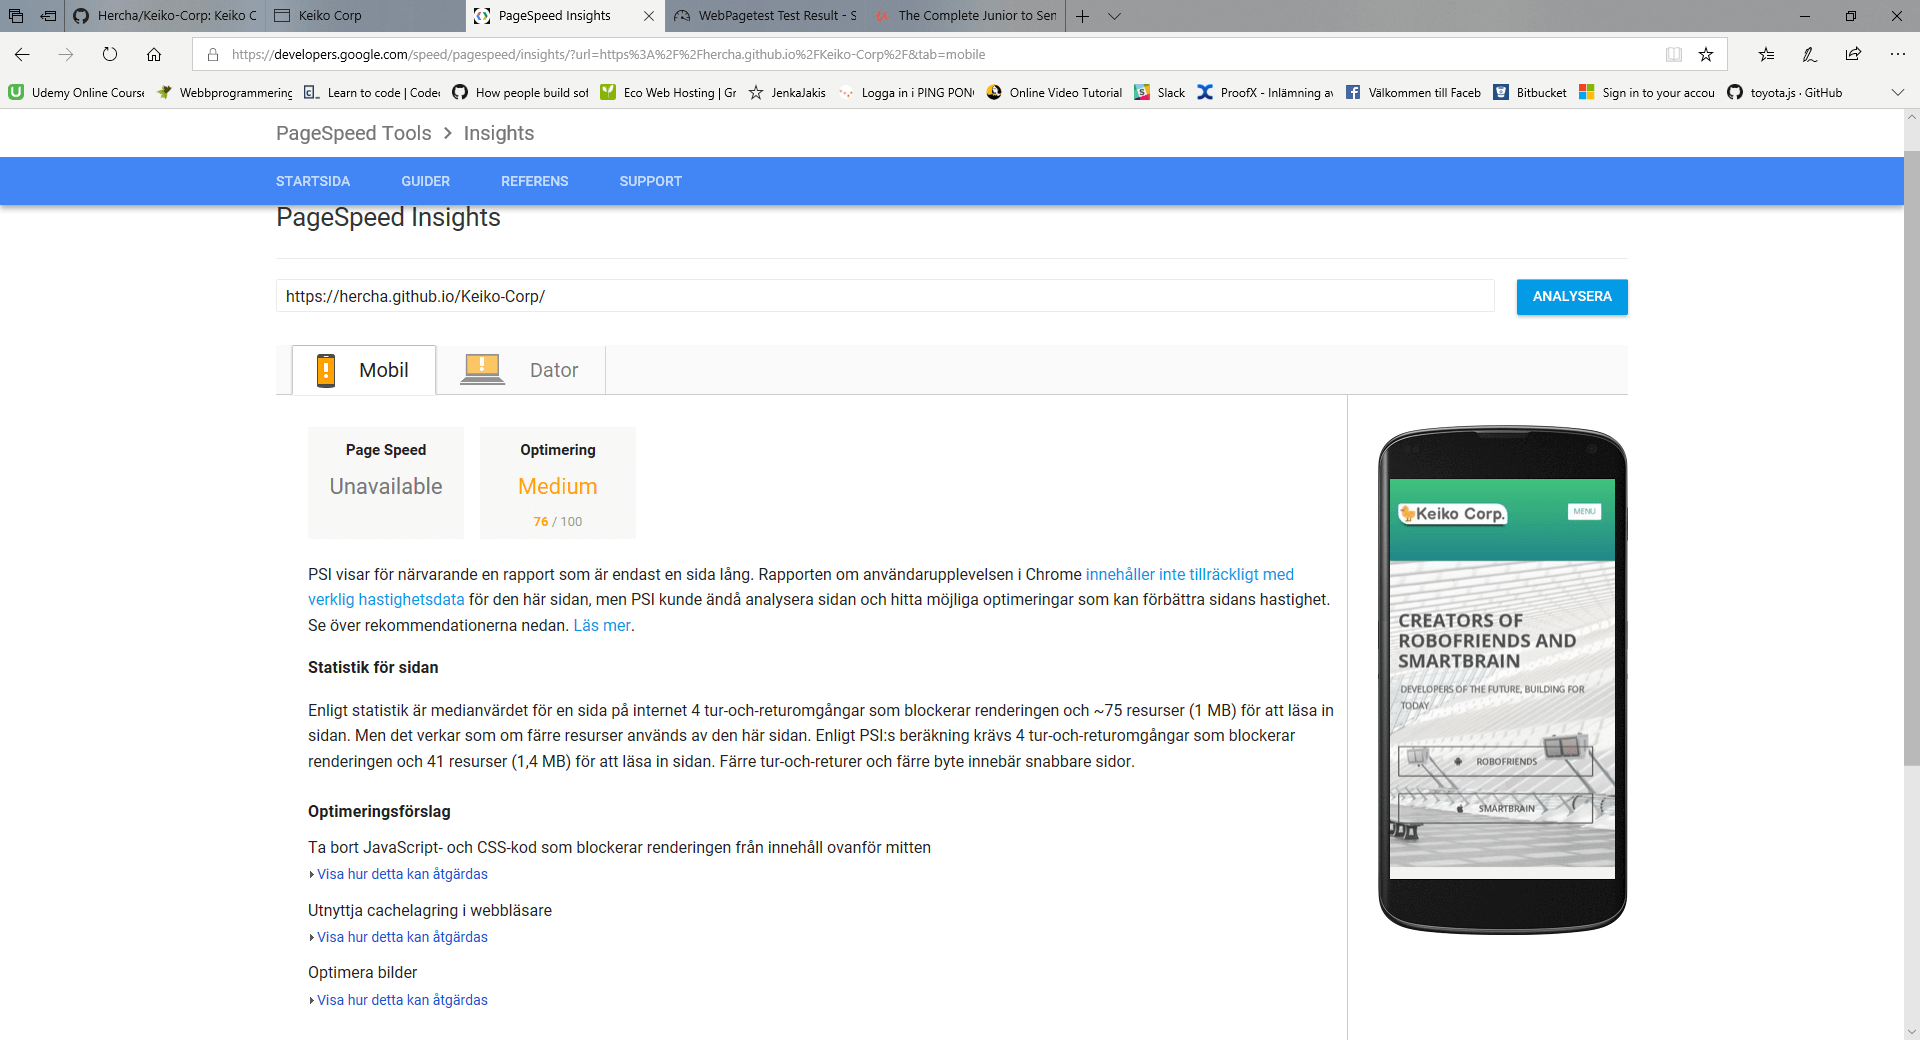 Hercha/Keiko-Corp: Keiko C
Keiko Corp
PageSpeed Insights
WebPagetest Test Result - S
The Complete Junior to Sen
https://developers.google.com/speed/pagespeed/insights/?url=https%3A%2F%2Fhercha.github.io%2FKeiko-Corp%2F&tab=mobile
Udemy Online Course
Webbprogrammering
Learn to code | Codec
How people build sof
Eco Web Hosting | Gr
JenkaJakis
Logga in i PING PONG
Online Video Tutorial
Slack
ProofX - Inlämning av
Välkommen till Faceb
Bitbucket
Sign in to your accou
toyota.js · GitHub
PageSpeed Tools > Insights
STARTSIDA
GUIDER
REFERENS
SUPPORT
PageSpeed Insights
https://hercha.github.io/Keiko-Corp/
ANALYSERA
Mobil
Dator
Page Speed
Unavailable
Optimering
Medium
76 / 100
PSI visar för närvarande en rapport som är endast en sida lång. Rapporten om användarupplevelsen i Chrome innehåller inte tillräckligt med
verklig hastighetsdata för den här sidan, men PSI kunde ändå analysera sidan och hitta möjliga optimeringar som kan förbättra sidans hastighet.
Se över rekommendationerna nedan. Läs mer.
Statistik för sidan
Enligt statistik är medianvärdet för en sida på internet 4 tur-och-returomgångar som blockerar renderingen och ~75 resurser (1 MB) för att läsa in
sidan. Men det verkar som om färre resurser används av den här sidan. Enligt PSI:s beräkning krävs 4 tur-och-returomgångar som blockerar
renderingen och 41 resurser (1,4 MB) för att läsa in sidan. Färre tur-och-returer och färre byte innebär snabbare sidor.
Optimeringsförslag
Ta bort JavaScript- och CSS-kod som blockerar renderingen från innehåll ovanför mitten
Visa hur detta kan åtgärdas
Utnyttja cachelagring i webbläsare
Visa hur detta kan åtgärdas
Optimera bilder
Visa hur detta kan åtgärdas
Keiko Corp.
MENU
CREATORS OF
ROBOFRIENDS AND
SMARTBRAIN
DEVELOPERS OF THE FUTURE, BUILDING FOR
TODAY
ROBOFRIENDS
SMARTBRAIN